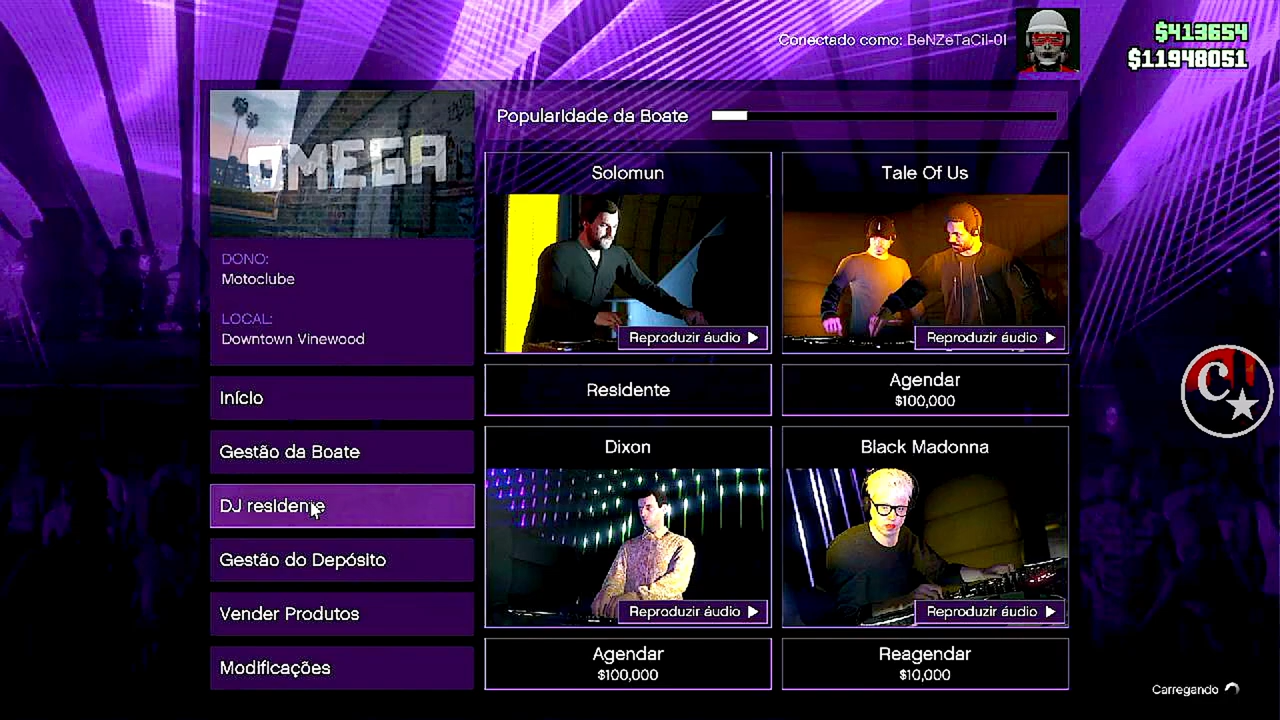 Conectado como: BeNZeTaCil-01
$413654
$11948051
OMEGA
Popularidade da Boate
DONO:
Motoclube
LOCAL:
Downtown Vinewood
Início
Gestão da Boate
DJ residente
Gestão do Depósito
Vender Produtos
Modificações
Solomun
Reproduzir áudio
Residente
Tale Of Us
Reproduzir áudio
Agendar
$100,000
Dixon
Reproduzir áudio
Agendar
$100,000
Black Madonna
Reproduzir áudio
Reagendar
$10,000
C
Carregando